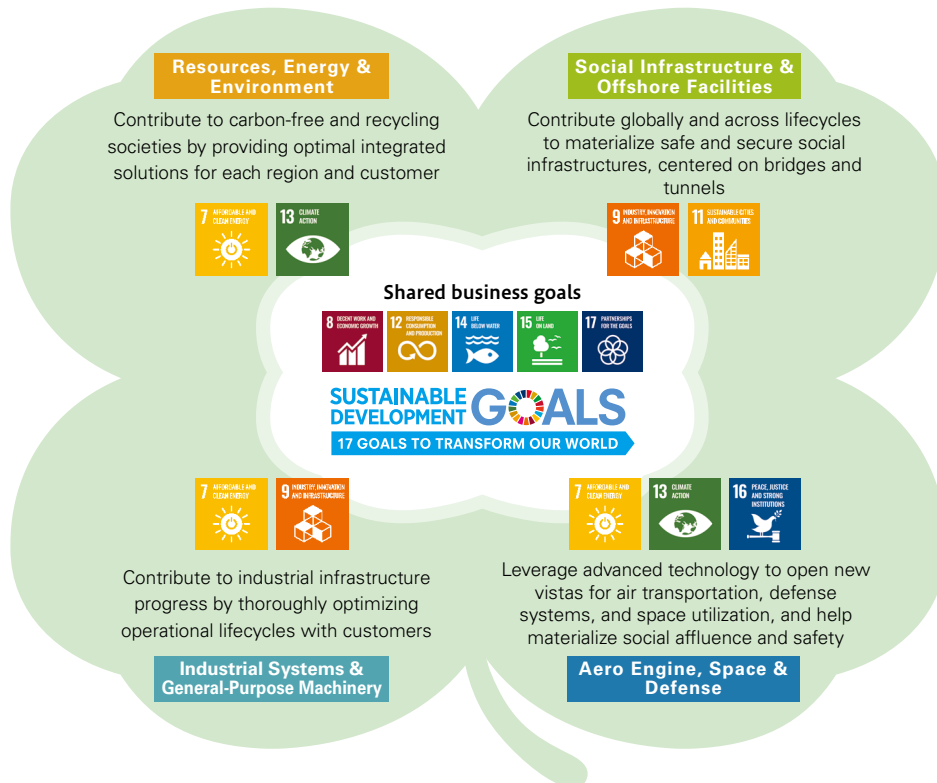 Resources, Energy &
Environment
Contribute to carbon-free and recycling
societies by providing optimal integrated
solutions for each region and customer
7 AFFORDABLE AND
CLEAN ENERGY
13 CLIMATE
ACTION
Social Infrastructure &
Offshore Facilities
Contribute globally and across lifecycles
to materialize safe and secure social
infrastructures, centered on bridges and
tunnels
9 INDUSTRY, INNOVATION
AND INFRASTRUCTURE
11 SUSTAINABLE CITIES
AND COMMUNITIES
Shared business goals
8 DECENT WORK AND
ECONOMIC GROWTH
12 RESPONSIBLE
CONSUMPTION
AND PRODUCTION
14 LIFE
BELOW WATER
15 LIFE
ON LAND
17 PARTNERSHIPS
FOR THE GOALS
SUSTAINABLE
DEVELOPMENT GOALS
17 GOALS TO TRANSFORM OUR WORLD
7 AFFORDABLE AND
CLEAN ENERGY
9 INDUSTRY, INNOVATION
AND INFRASTRUCTURE
Contribute to industrial infrastructure
progress by thoroughly optimizing
operational lifecycles with customers
Industrial Systems &
General-Purpose Machinery
7 AFFORDABLE AND
CLEAN ENERGY
13 CLIMATE
ACTION
16 PEACE, JUSTICE
AND STRONG
INSTITUTIONS
Leverage advanced technology to open new
vistas for air transportation, defense
systems, and space utilization, and help
materialize social affluence and safety
Aero Engine, Space &
Defense